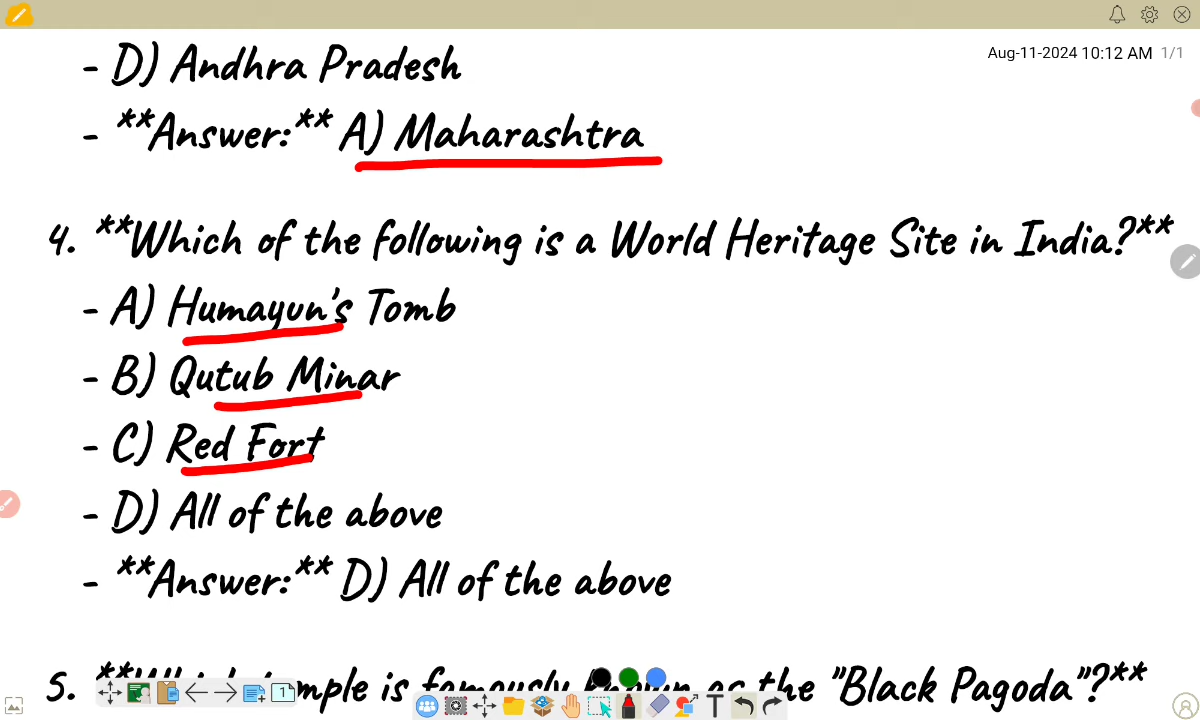 Aug-11-2024 10:12 AM 1/1
- D) Andhra Pradesh
- **Answer:** A) Maharashtra
4. **Which of the following is a World Heritage Site in India?**
- A) Humayun's Tomb
- B) Qutub Minar
- C) Red Fort
- D) All of the above
- **Answer:** D) All of the above
5. **Which temple is famously known as the "Black Pagoda"?**
1
T